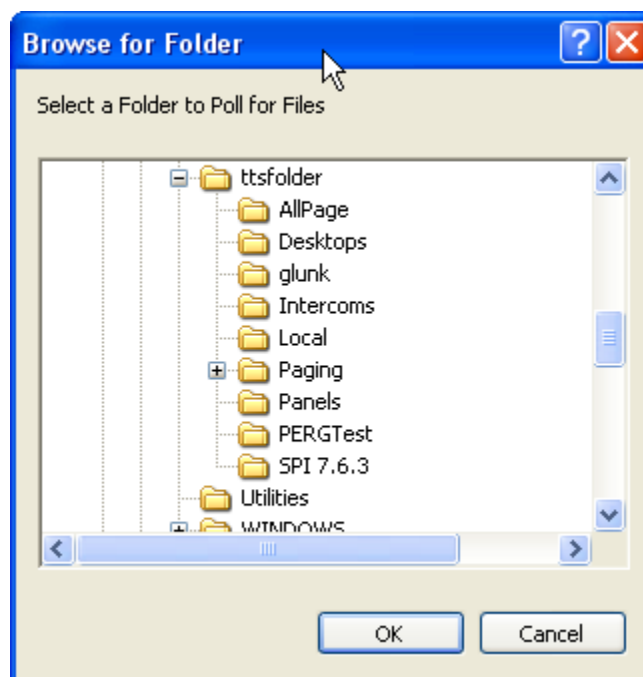 Browse for Folder
Select a Folder to Poll for Files
ttsfolder
AllPage
Desktops
glunk
Intercoms
Local
Paging
Panels
PERGTest
SPI 7.6.3
Utilities
WINDOWS
OK Cancel